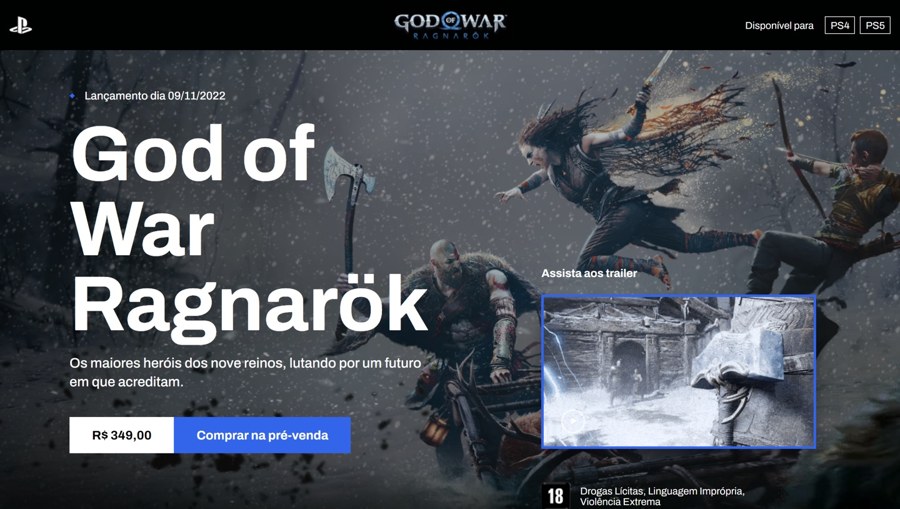 GOD OF WAR
RAGNARÖK
Disponível para
PS4
PS5
Lançamento dia 09/11/2022
God of
War
Ragnarök
Os maiores heróis dos nove reinos, lutando por um futuro
em que acreditam.
R$ 349,00
Comprar na pré-venda
Assista aos trailer
18
Drogas Lícitas, Linguagem Imprópria,
Violência Extrema